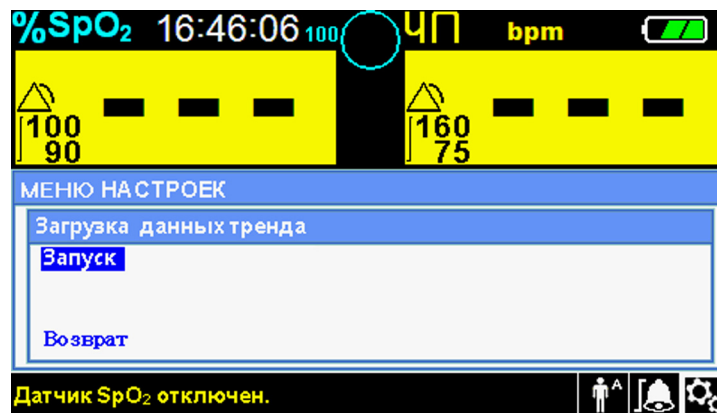 %SpO₂ 16:46:06 100 ЧП bpm
--- ---
100 160
90 75
МЕНЮ НАСТРОЕК
Загрузка данных тренда
Запуск
Возврат
Датчик SpO₂ отключен. A